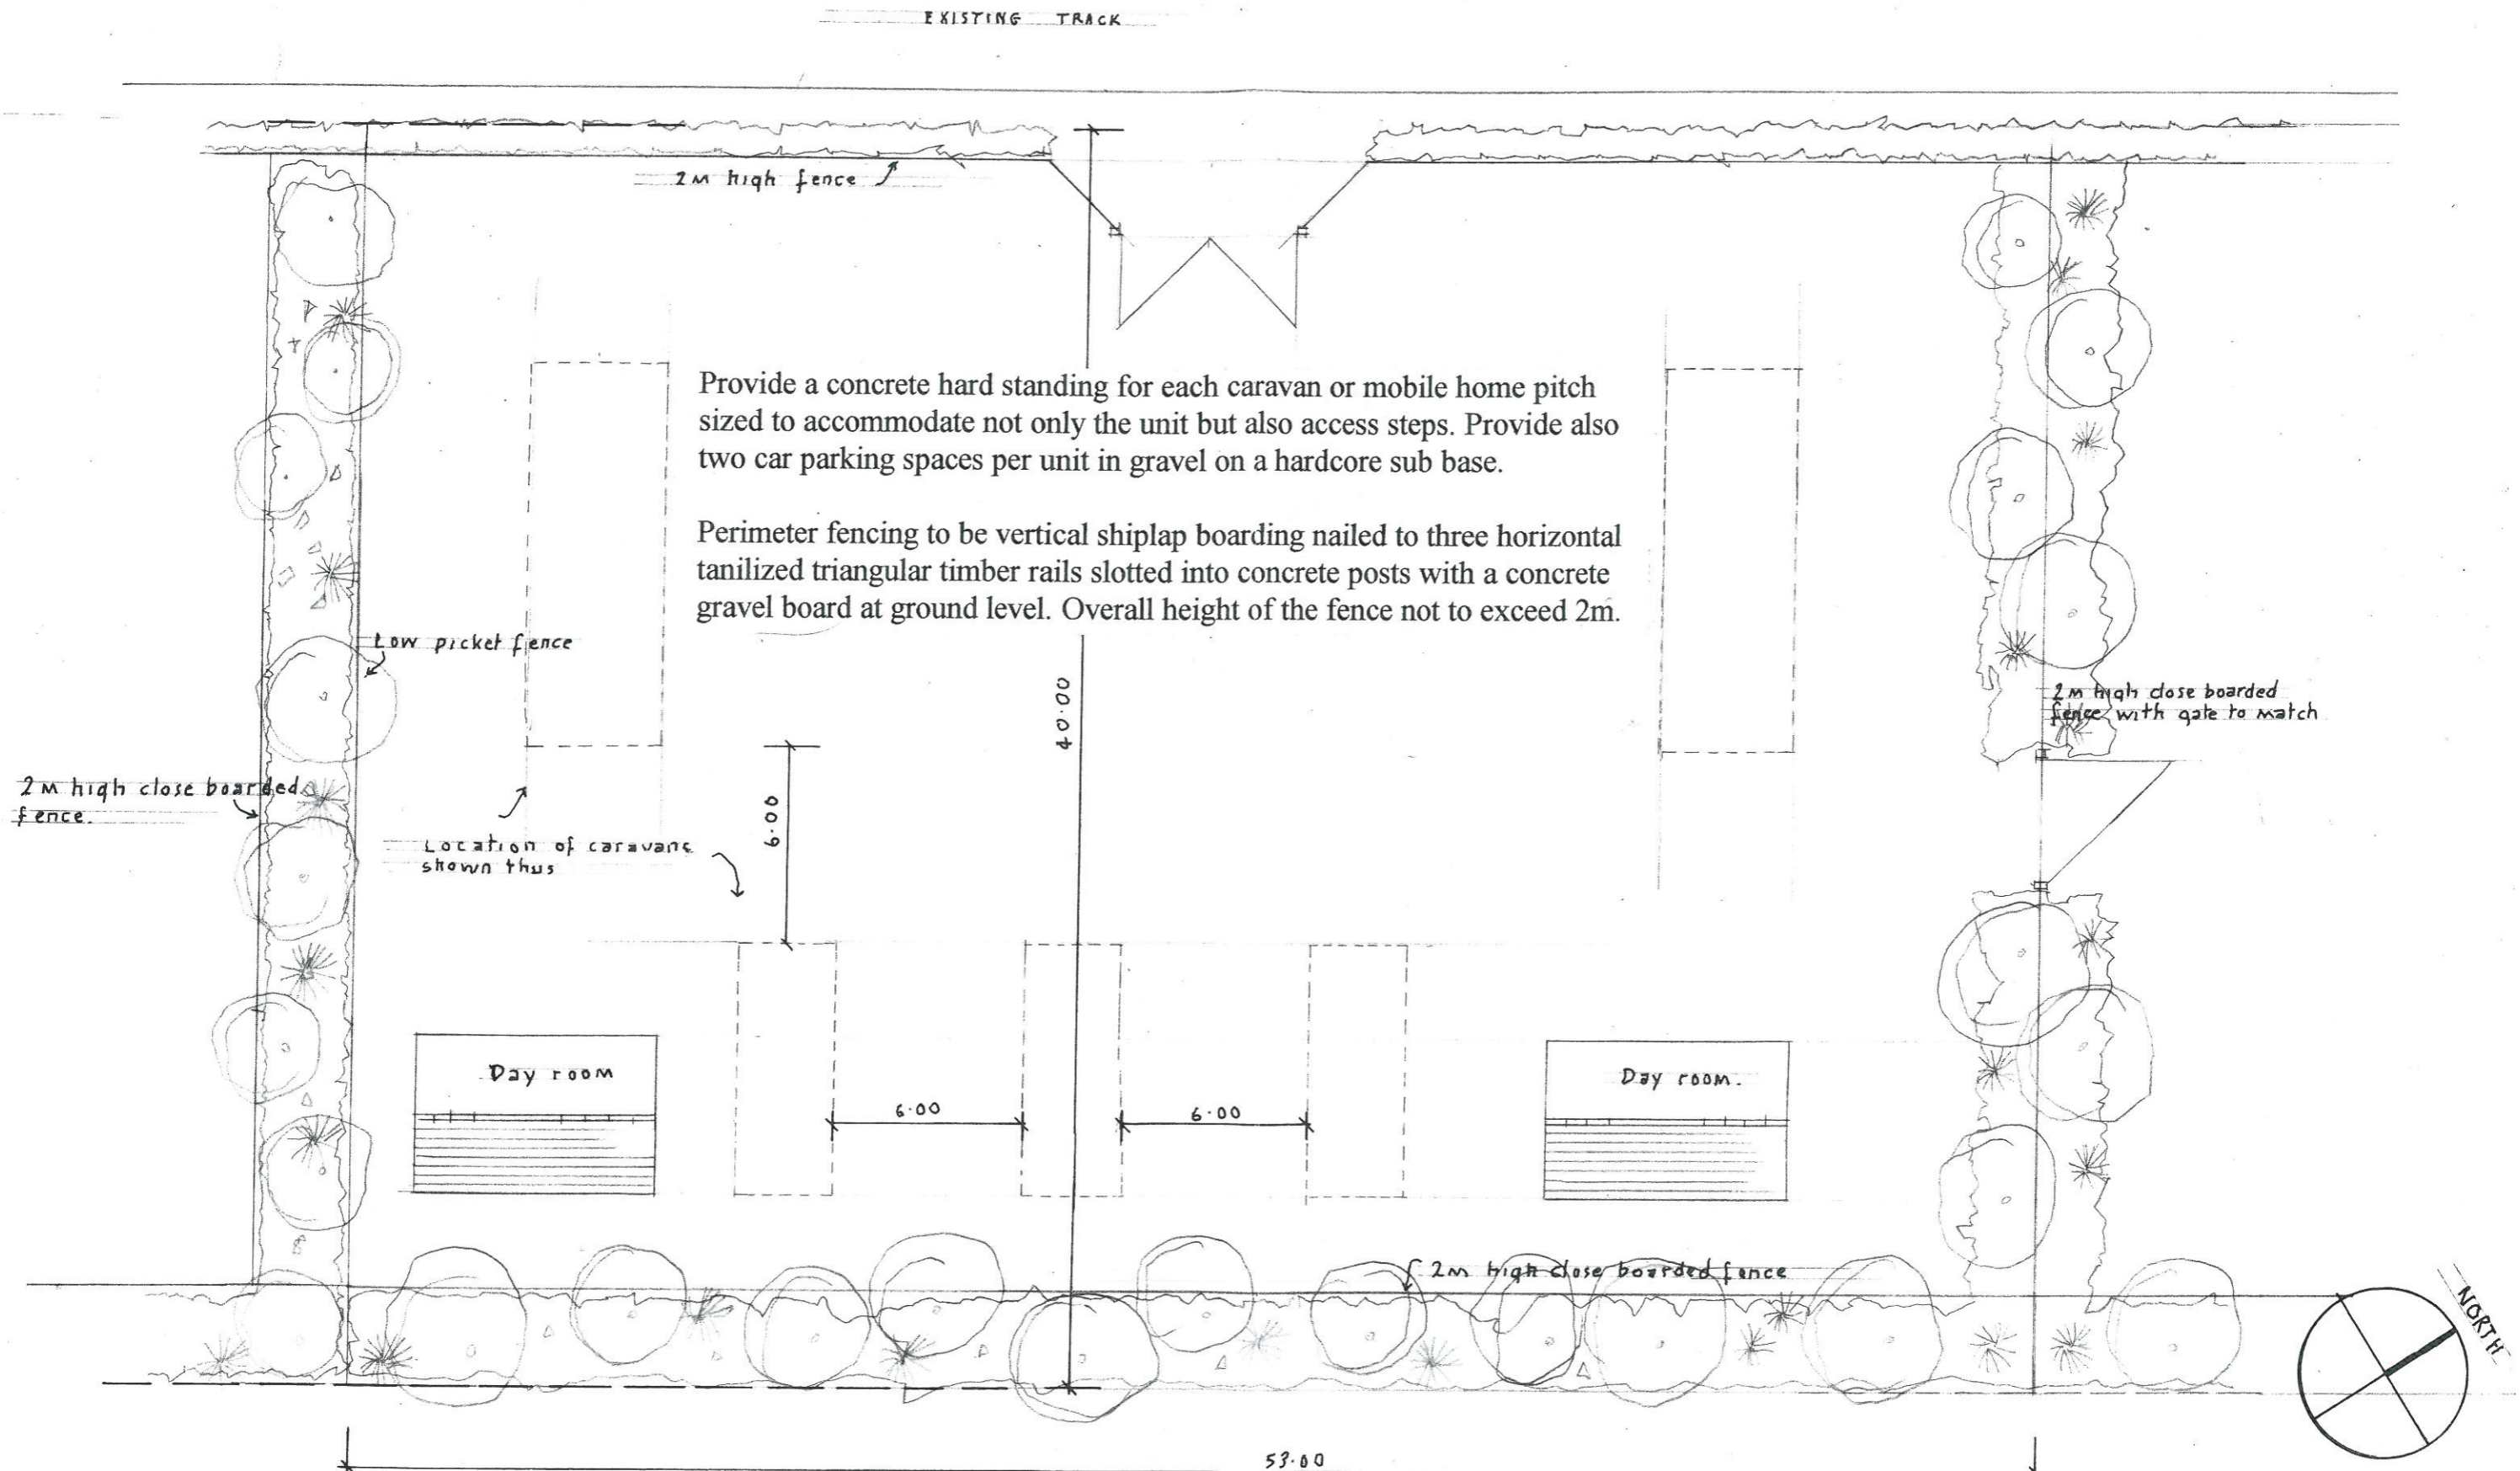 EXISTING TRACK
2M high fence
Provide a concrete hard standing for each caravan or mobile home pitch
sized to accommodate not only the unit but also access steps. Provide also
two car parking spaces per unit in gravel on a hardcore sub base.
Perimeter fencing to be vertical shiplap boarding nailed to three horizontal
tanilized triangular timber rails slotted into concrete posts with a concrete
gravel board at ground level. Overall height of the fence not to exceed 2m.
Low picket fence
40.00
2M high close boarded
fence with gate to match
2M high close boarded
fence.
6.00
Location of caravans
shown thus
Day room
6.00
6.00
Day room.
2M high close boarded fence
NORTH
53.00